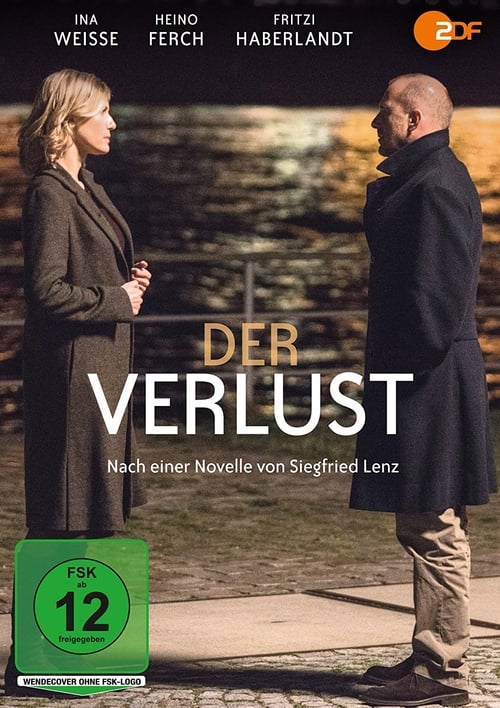 INA
WEISSE
HEINO
FERCH
FRITZI
HABERLANDT
ZDF
DER
VERLUST
Nach einer Novelle von Siegfried Lenz
FSK
ab
12
freigegeben
WENDECOVER OHNE FSK-LOGO